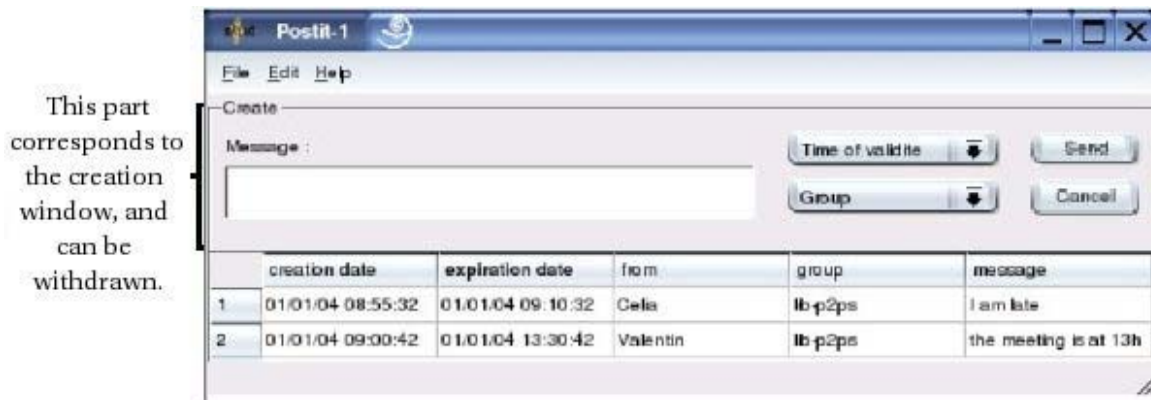 Postit-1
File Edit Help
This part
corresponds to
the creation
window, and
can be
withdrawn.
Create
Message :
Time of validite
Send
Group
Cancel
creation date expiration date from group message
1 01/01/04 08:55:32 01/01/04 09:10:32 Celia lib-p2ps I am late
2 01/01/04 09:00:42 01/01/04 13:30:42 Valentin lib-p2ps the meeting is at 13h